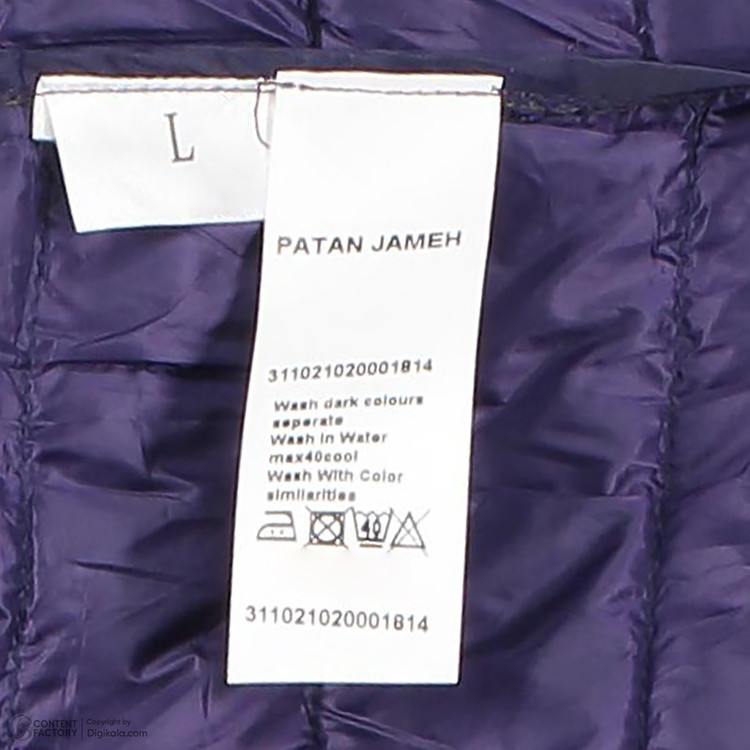 L
PATAN JAMEH
311021020001814
Wash dark colours
seperate
Wash In Water
max40cool
Wash With Color
similarities
40
311021020001814
CONTENT
FACTORY
Copyright by
Digikala.com